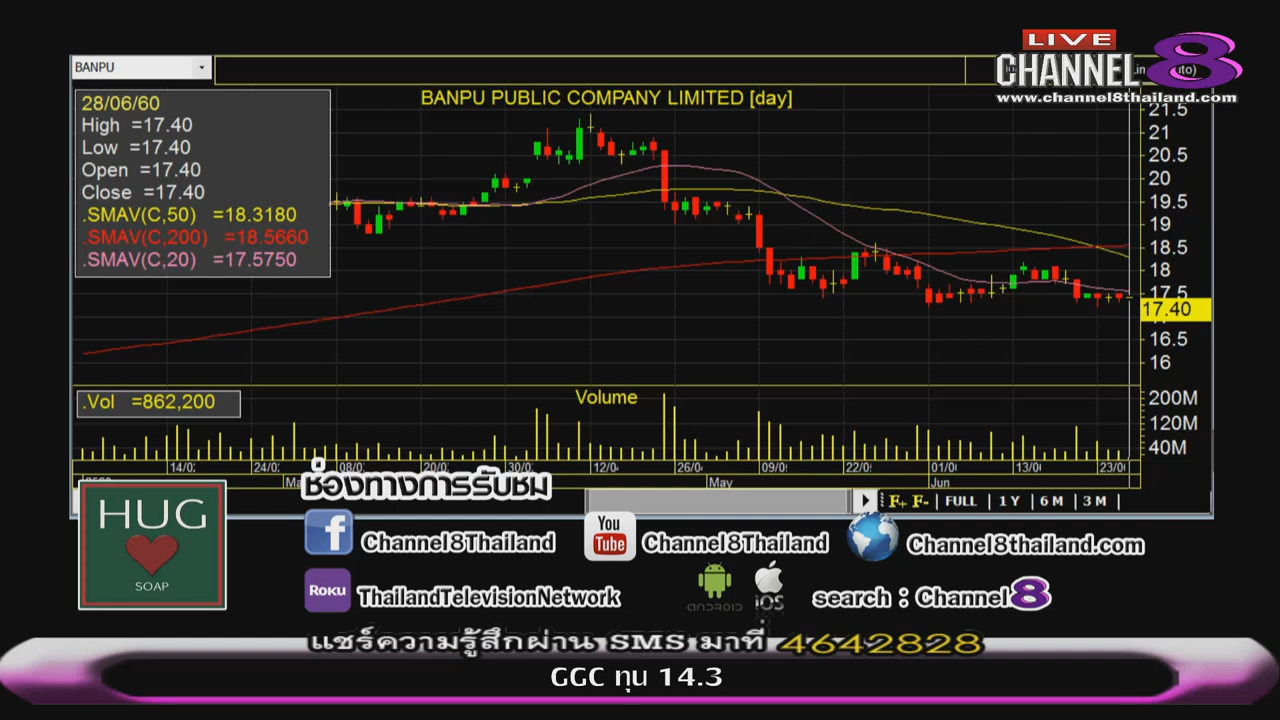 LIVE
CHANNEL 8
www.channel8thailand.com
BANPU
BANPU PUBLIC COMPANY LIMITED [day]
28/06/60
High =17.40
Low =17.40
Open =17.40
Close =17.40
.SMAV(C,50) =18.3180
.SMAV(C,200) =18.5660
.SMAV(C,20) =17.5750
21.5
21
20.5
20
19.5
19
18.5
18
17.5
17.40
16.5
16
.Vol =862,200
Volume
200M
120M
40M
14/0 24/0 08/0 20/0 30/0 12/0 26/0 09/0 22/0 01/0 13/0 23/0
May Jun
F+ F- | FULL | 1 Y | 6 M | 3 M |
ช่องทางการรับชม
HUG
SOAP
f Channel8Thailand
You Tube Channel8Thailand
Channel8thailand.com
ROKU ThailandTelevisionNetwork
ANDROID iOS
search : Channel8
แชร์ความรู้สึกผ่าน SMS มาที่ 4642828
GGC ทุน 14.3